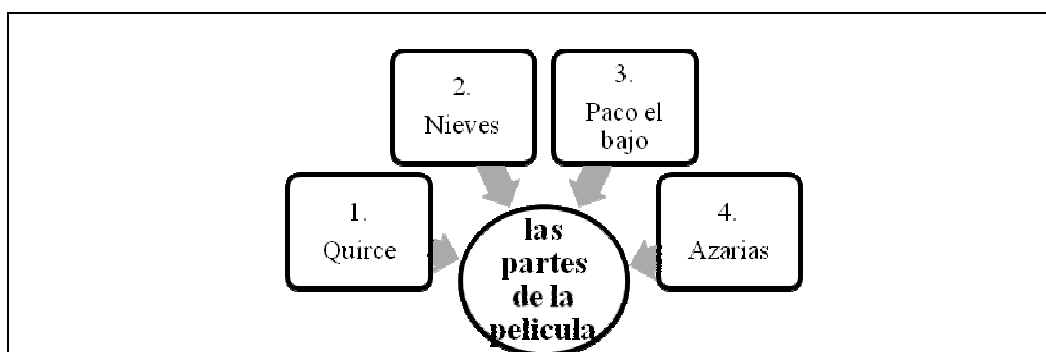 1.
Quirce
2.
Nieves
3.
Paco el
bajo
4.
Azarias
las
partes
de la
pelicula